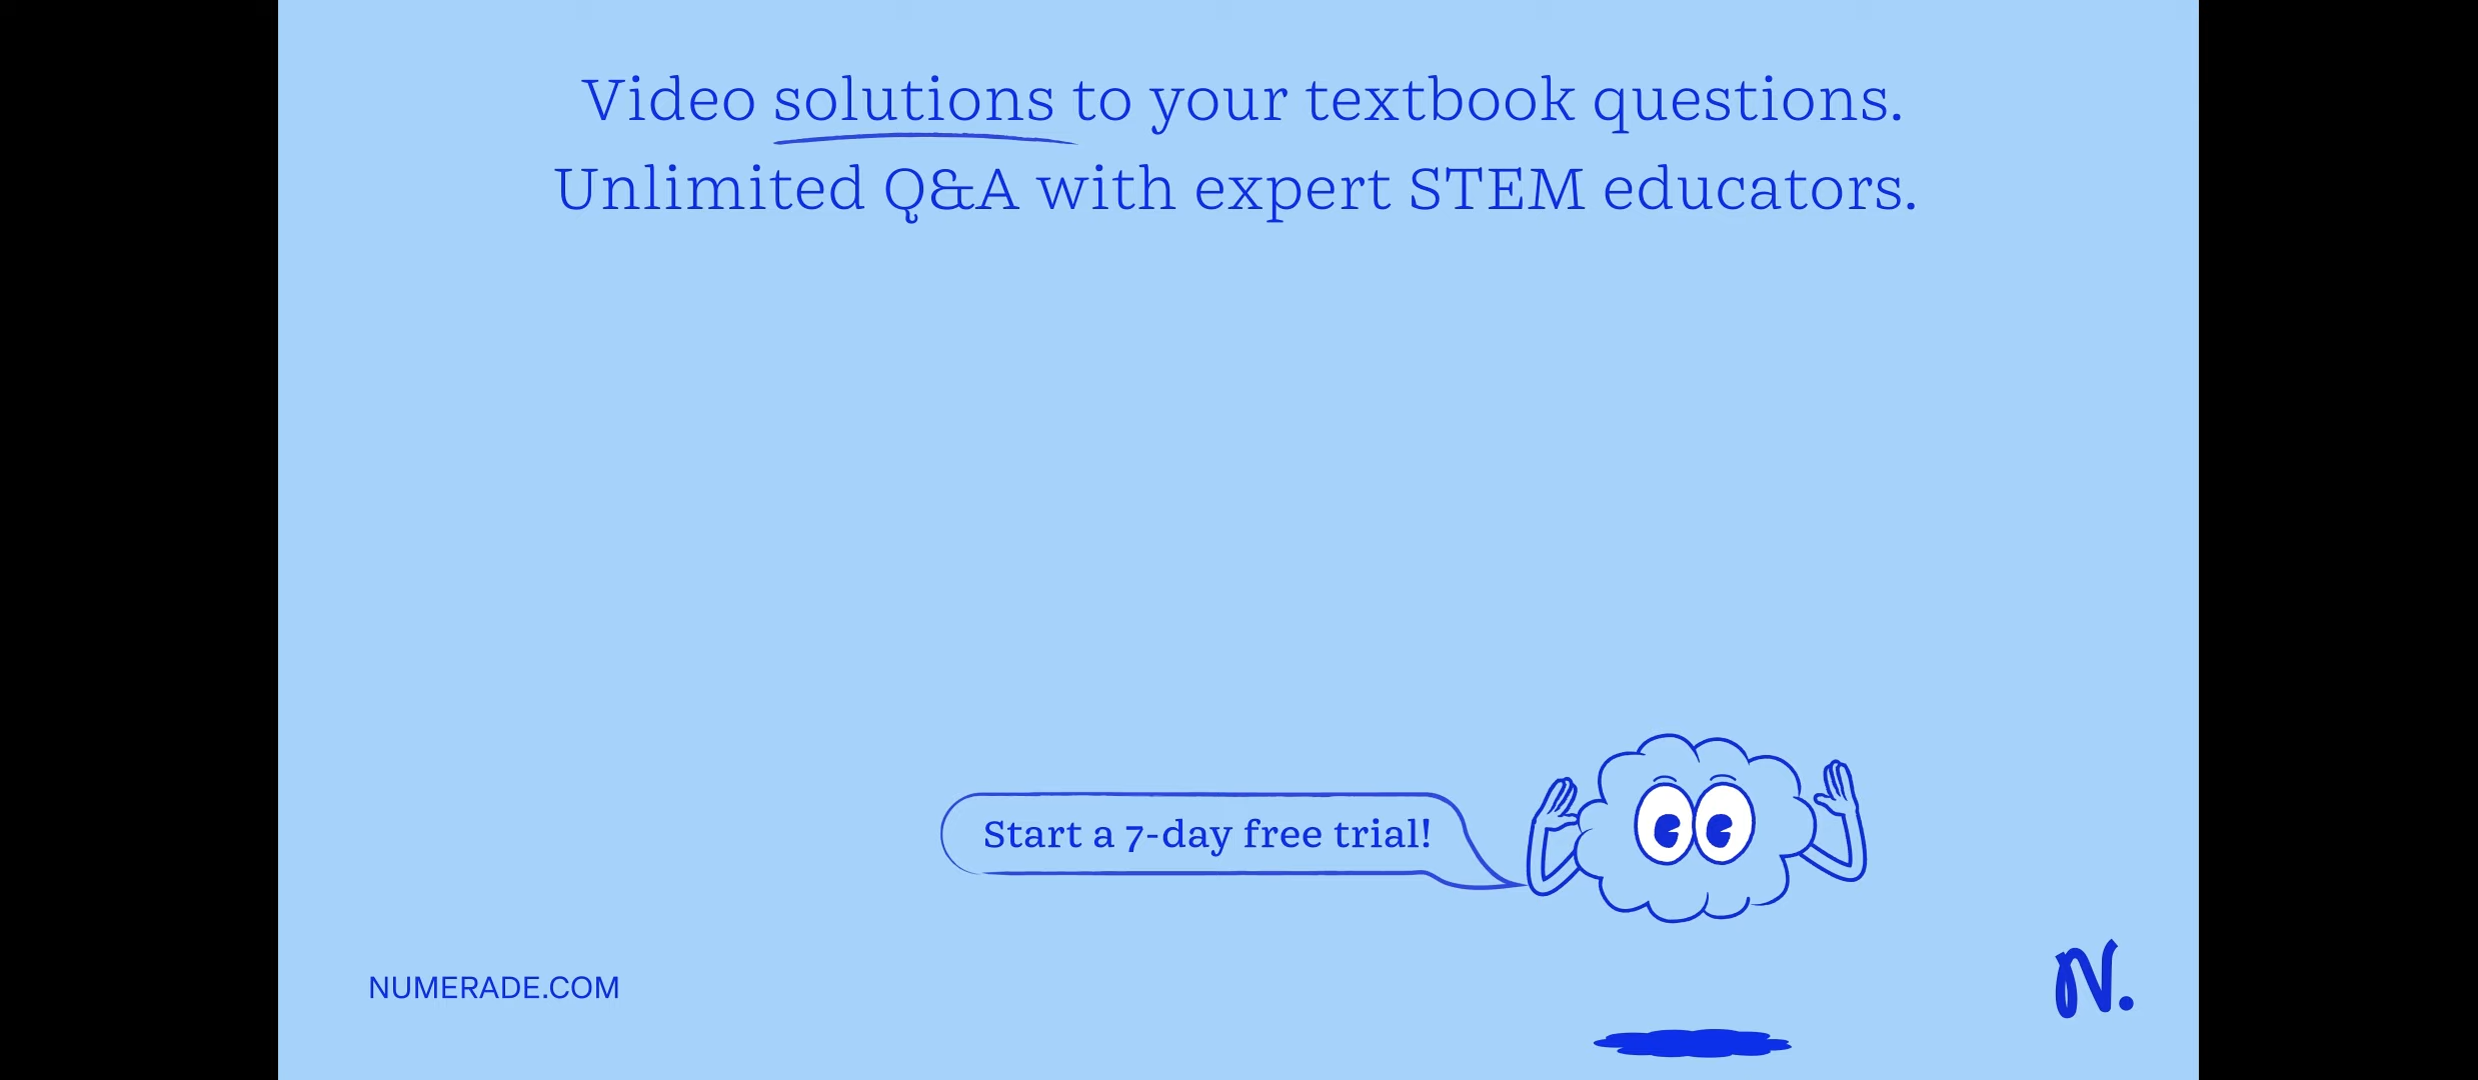 Video solutions to your textbook questions.
Unlimited Q&A with expert STEM educators.
Start a 7-day free trial!
NUMERADE.COM
N.